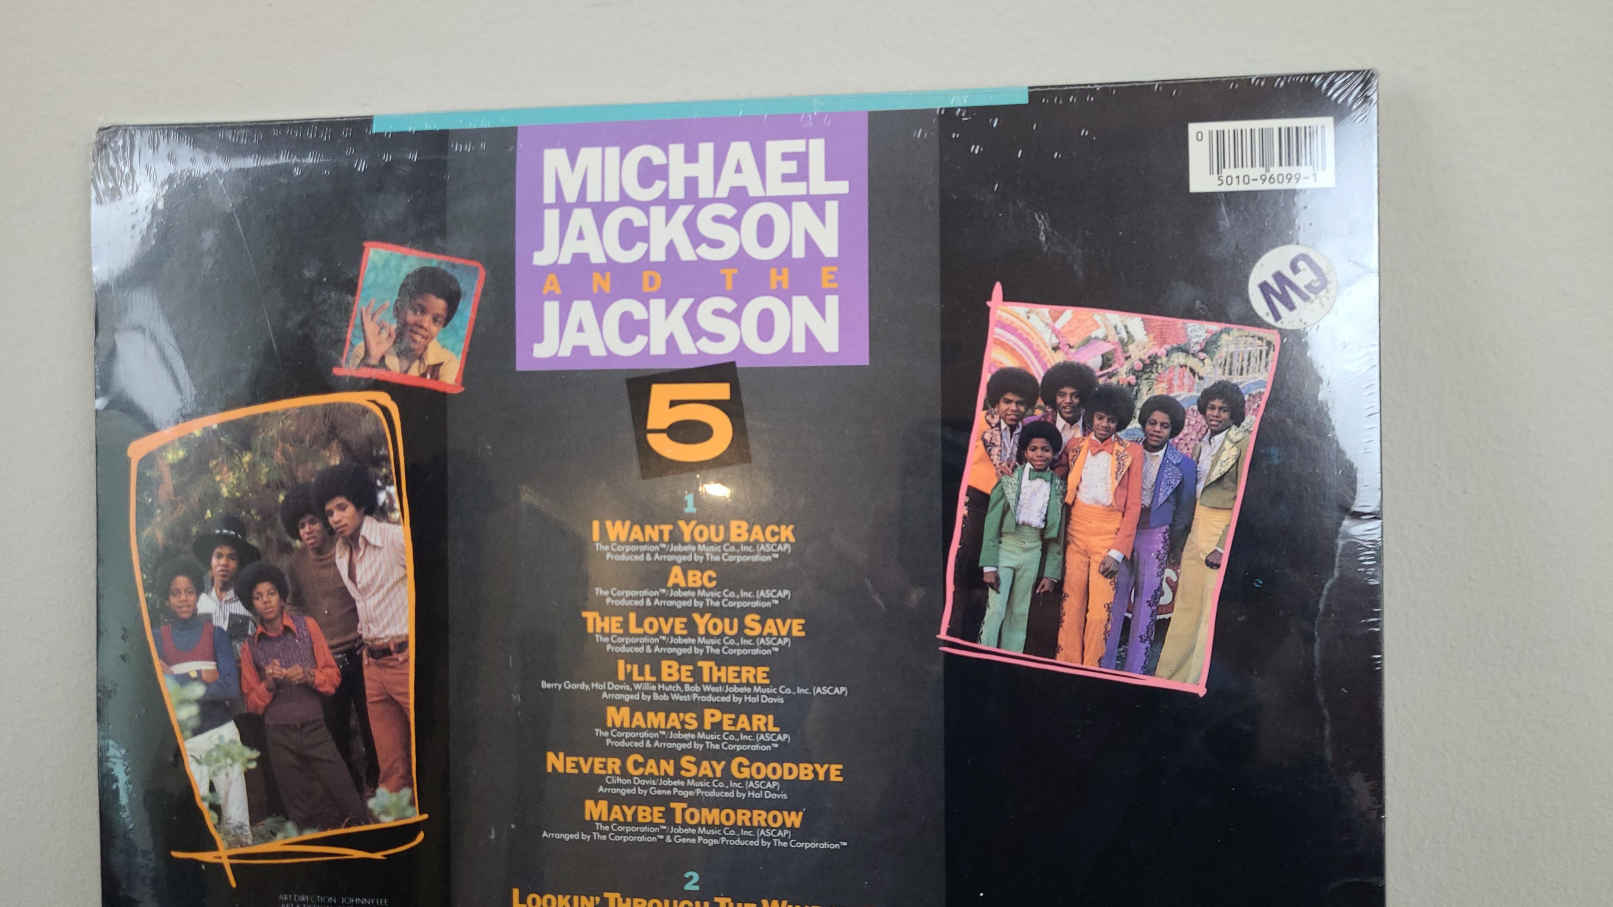 MICHAEL
JACKSON
AND THE
JACKSON
5
0
5010-96099-1
CW
1
I WANT YOU BACK
The Corporation™/Jobete Music Co., Inc. (ASCAP)
Produced & Arranged by The Corporation™
ABC
The Corporation™/Jobete Music Co., Inc. (ASCAP)
Produced & Arranged by The Corporation™
THE LOVE YOU SAVE
The Corporation™/Jobete Music Co., Inc. (ASCAP)
Produced & Arranged by The Corporation™
I'LL BE THERE
Berry Gordy, Hal Davis, Willie Hutch, Bob West/Jobete Music Co., Inc. (ASCAP)
Arranged by Bob West/Produced by Hal Davis
MAMA'S PEARL
The Corporation™/Jobete Music Co., Inc. (ASCAP)
Produced & Arranged by The Corporation™
NEVER CAN SAY GOODBYE
Clifton Davis/Jobete Music Co., Inc. (ASCAP)
Arranged by Gene Page/Produced by Hal Davis
MAYBE TOMORROW
The Corporation™/Jobete Music Co., Inc. (ASCAP)
Arranged by The Corporation™ & Gene Page/Produced by The Corporation™
2
LOOKIN' THROUGH THE
ART DIRECTION: JOHNNY LEE